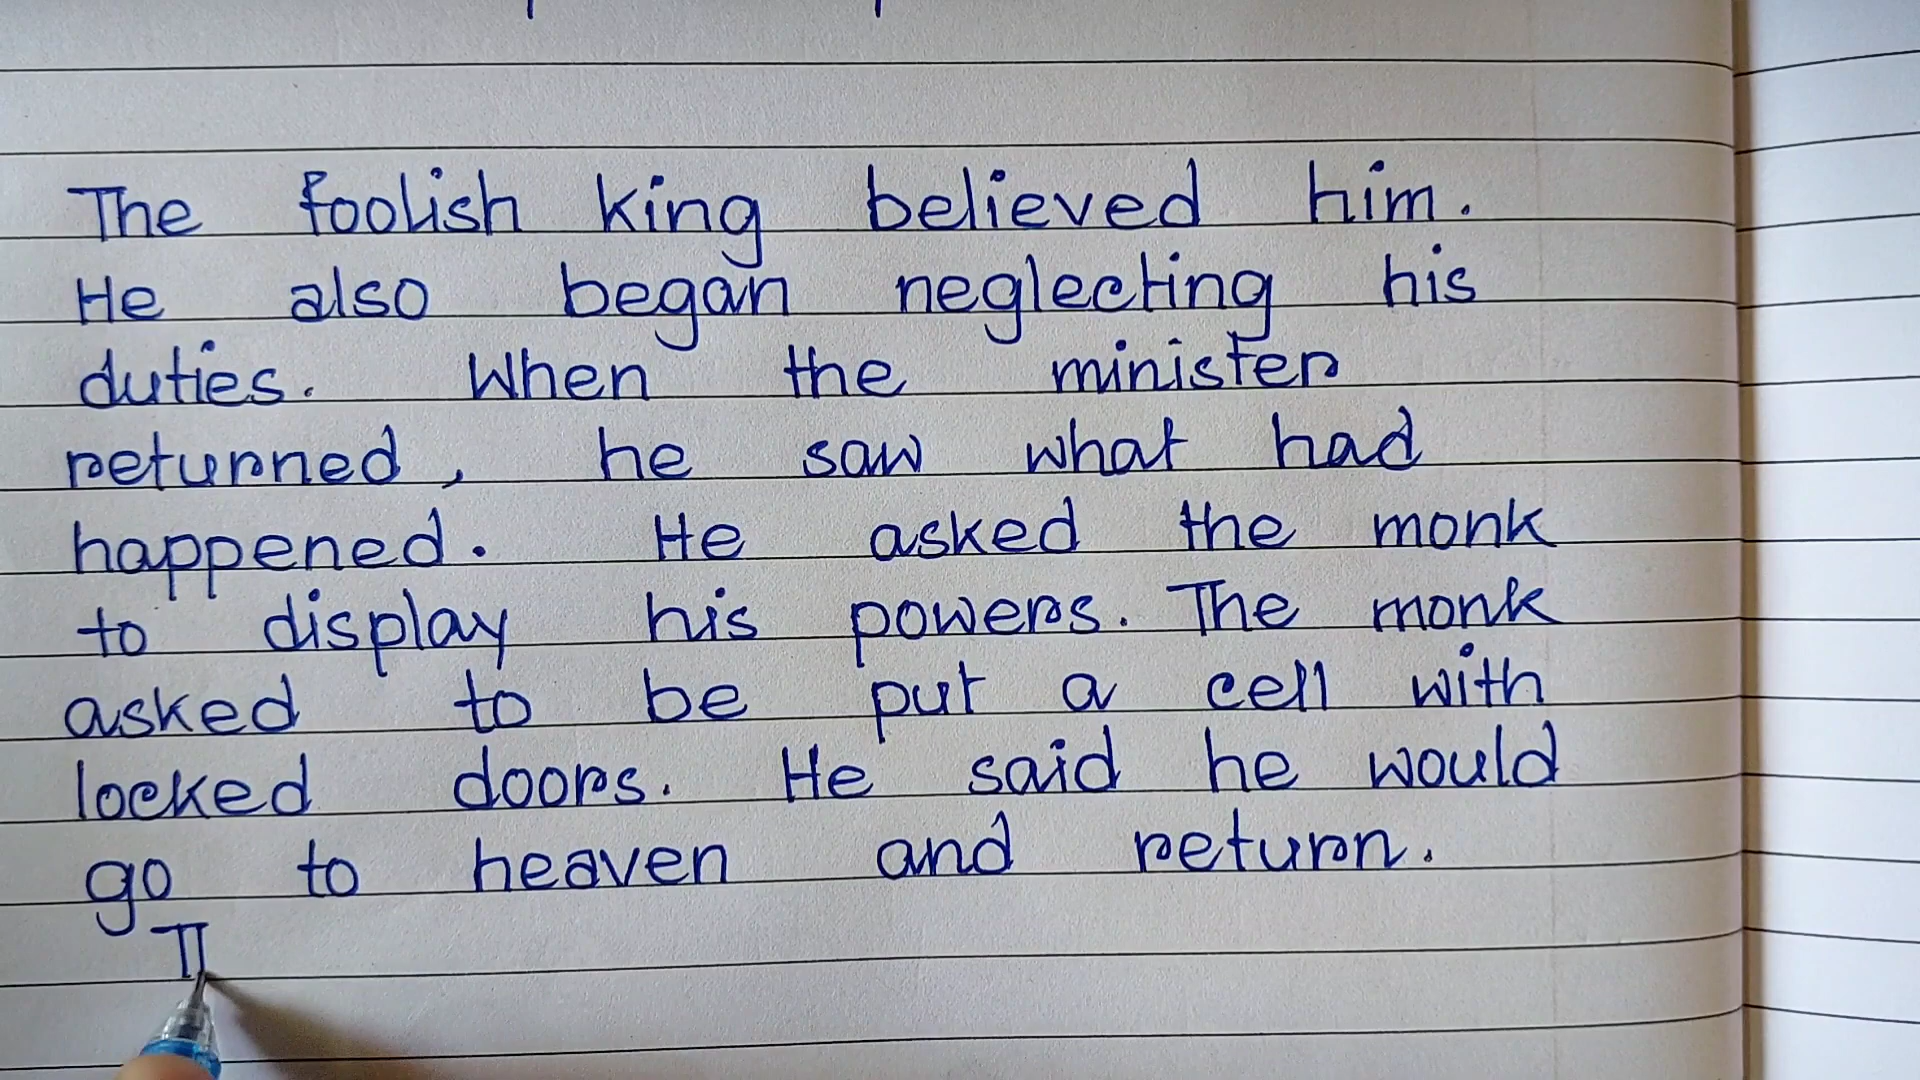 The foolish king believed him.
He also began neglecting his
duties. When the minister
returned, he saw what had
happened. He asked the monk
to display his powers. The monk
asked to be put a cell with
locked doors. He said he would
go to heaven and return.